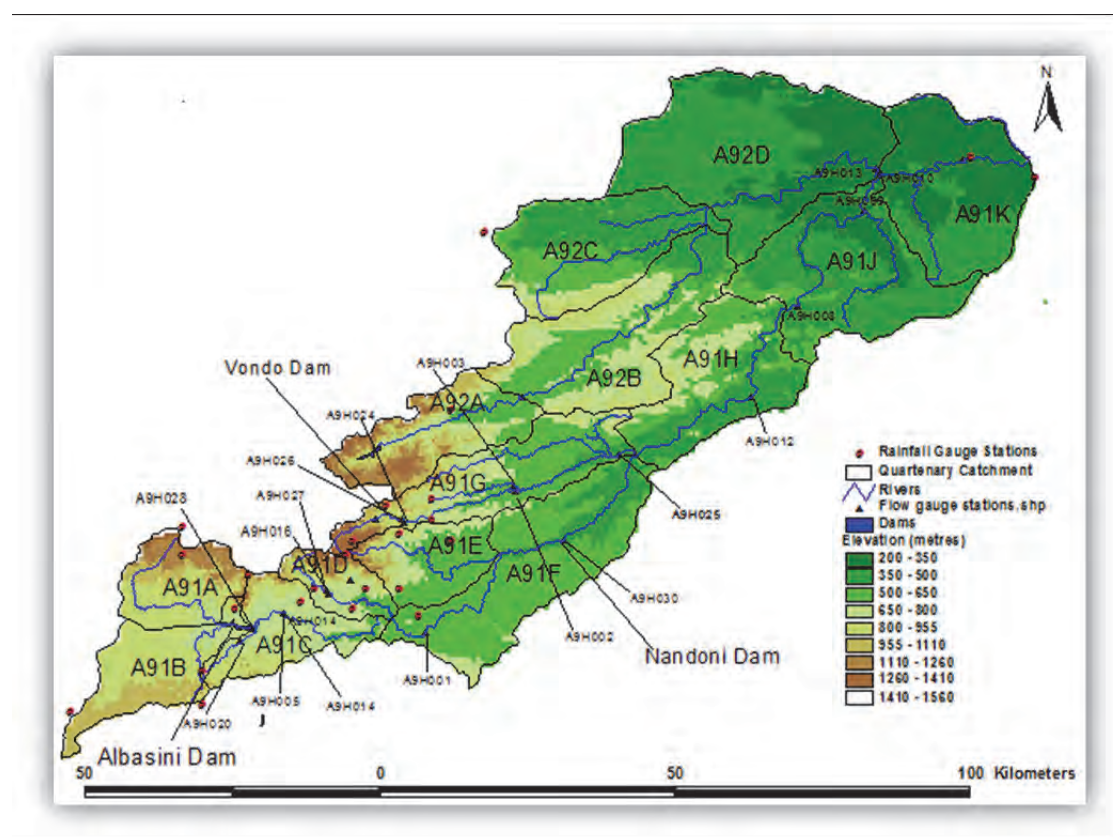 N
A92D
A9H013
A9H010
A91K
A92C
A91J
A9H008
A9H003
A91H
Vondo Dam
A92B
A92A
A9H024
A9H012
Rainfall Gauge Stations
Quartenary Catchment
A9H026
Rivers
A91G
A9H027
Flow gauge stations.shp
A9H028
A9H025
Dams
A9H016
Elevation (metres)
A91E
200 - 350
A91D
350 - 500
A91F
500 - 650
A91A
A9H030
650 - 800
A9H014
A9H002
800 - 955
A91C
Nandoni Dam
955 - 1110
A91B
A9H001
1110 - 1260
A9H005
A9H014
1260 - 1410
A9H020
1410 - 1560
J
Albasini Dam
50 0 50 100 Kilometers